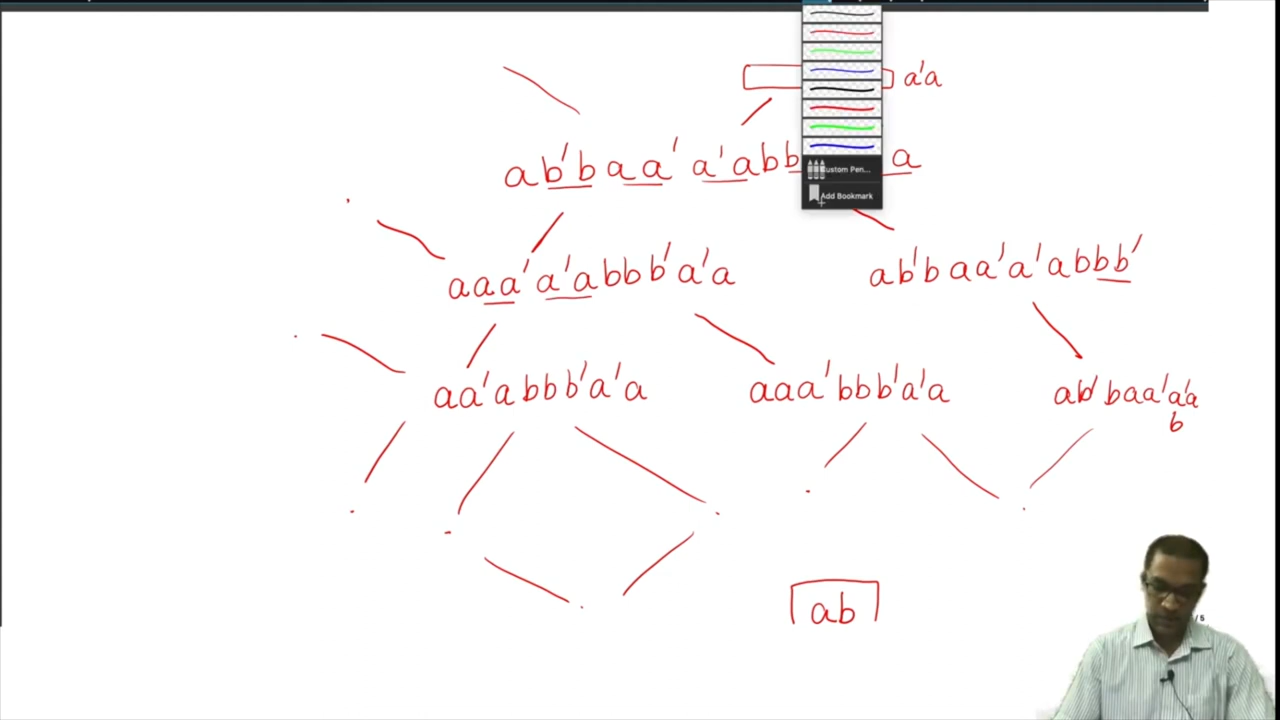 a'a
ab'baa'a'abb a
Custom Pen...
Add Bookmark
aaa'a'abbb'a'a
ab'baa'a'abbb'
aa'abbb'a'a
aaa'bbb'a'a
ab'baa'a'a
b
ab
/ 5